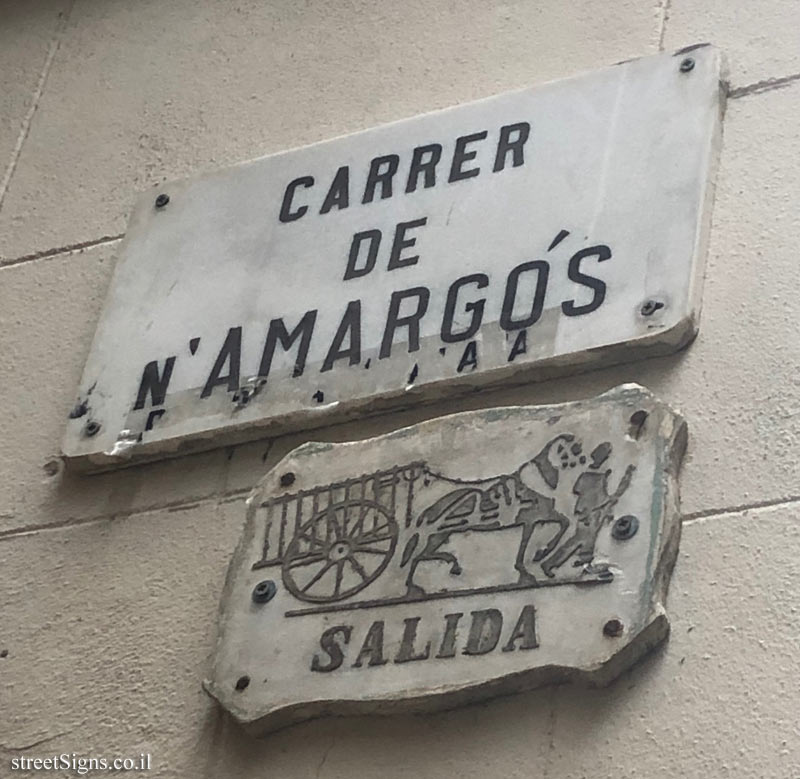 CARRER
DE
N'AMARGÓS
SALIDA
streetSigns.co.il